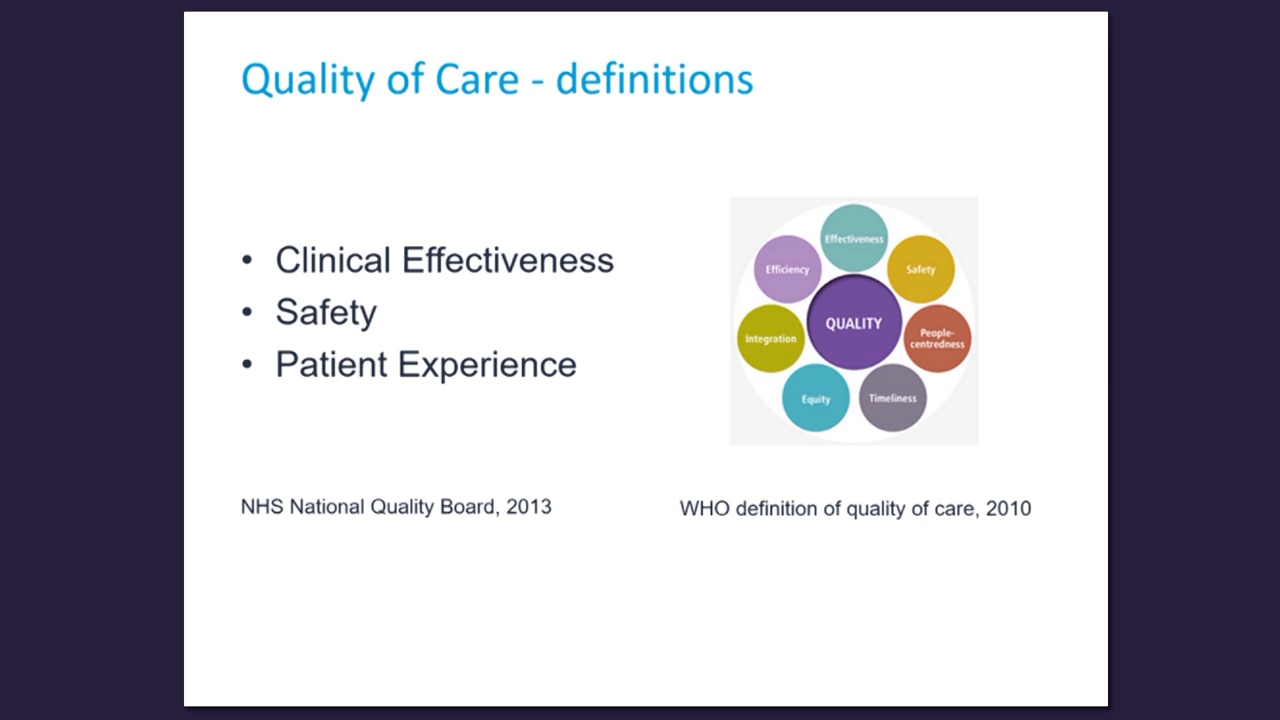 Quality of Care - definitions
• Clinical Effectiveness
• Safety
• Patient Experience
NHS National Quality Board, 2013
Effectiveness
Safety
People-
centredness
Timeliness
Equity
Integration
Efficiency
QUALITY
WHO definition of quality of care, 2010